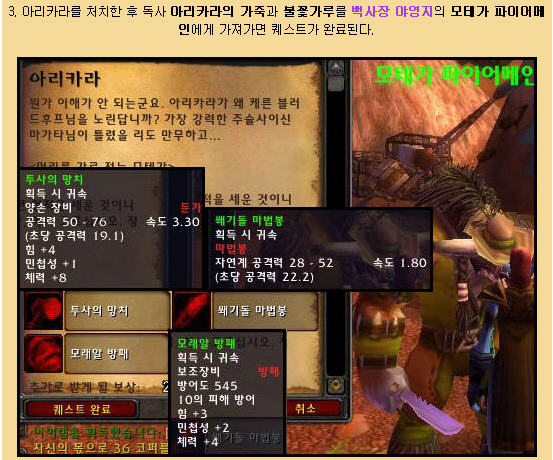 3. 아리카라를 처치한 후 독사 아리카라의 가죽과 불꽃가루를 백사장 야영지의 모테가 파이어메
인에게 가져가면 퀘스트가 완료된다.
아리카라
모테가 파이어메인
뭔가 이해가 안 되는군요. 아리카라가 왜 케른 블러
드후프님을 노린답니까? 가장 강력한 주술사이신
마가타님이 틀렸을 리도 만무하고...
투사의 망치
획득 시 귀속
양손 장비 둔기
공격력 50 - 76 속도 3.30
(초당 공격력 19.1)
힘 +4
민첩성 +1
체력 +8
쐐기돌 마법봉
획득 시 귀속
마법봉
자연계 공격력 28 - 52 속도 1.80
(초당 공격력 22.2)
투사의 망치
쐐기돌 마법봉
모래알 방패
모래알 방패
획득 시 귀속
보조장비 방패
방어도 545
10의 피해 방어
힘 +3
민첩성 +2
체력 +4
추가로 받게 될 보상: 2
퀘스트 완료
취소
쐐기돌 마법봉